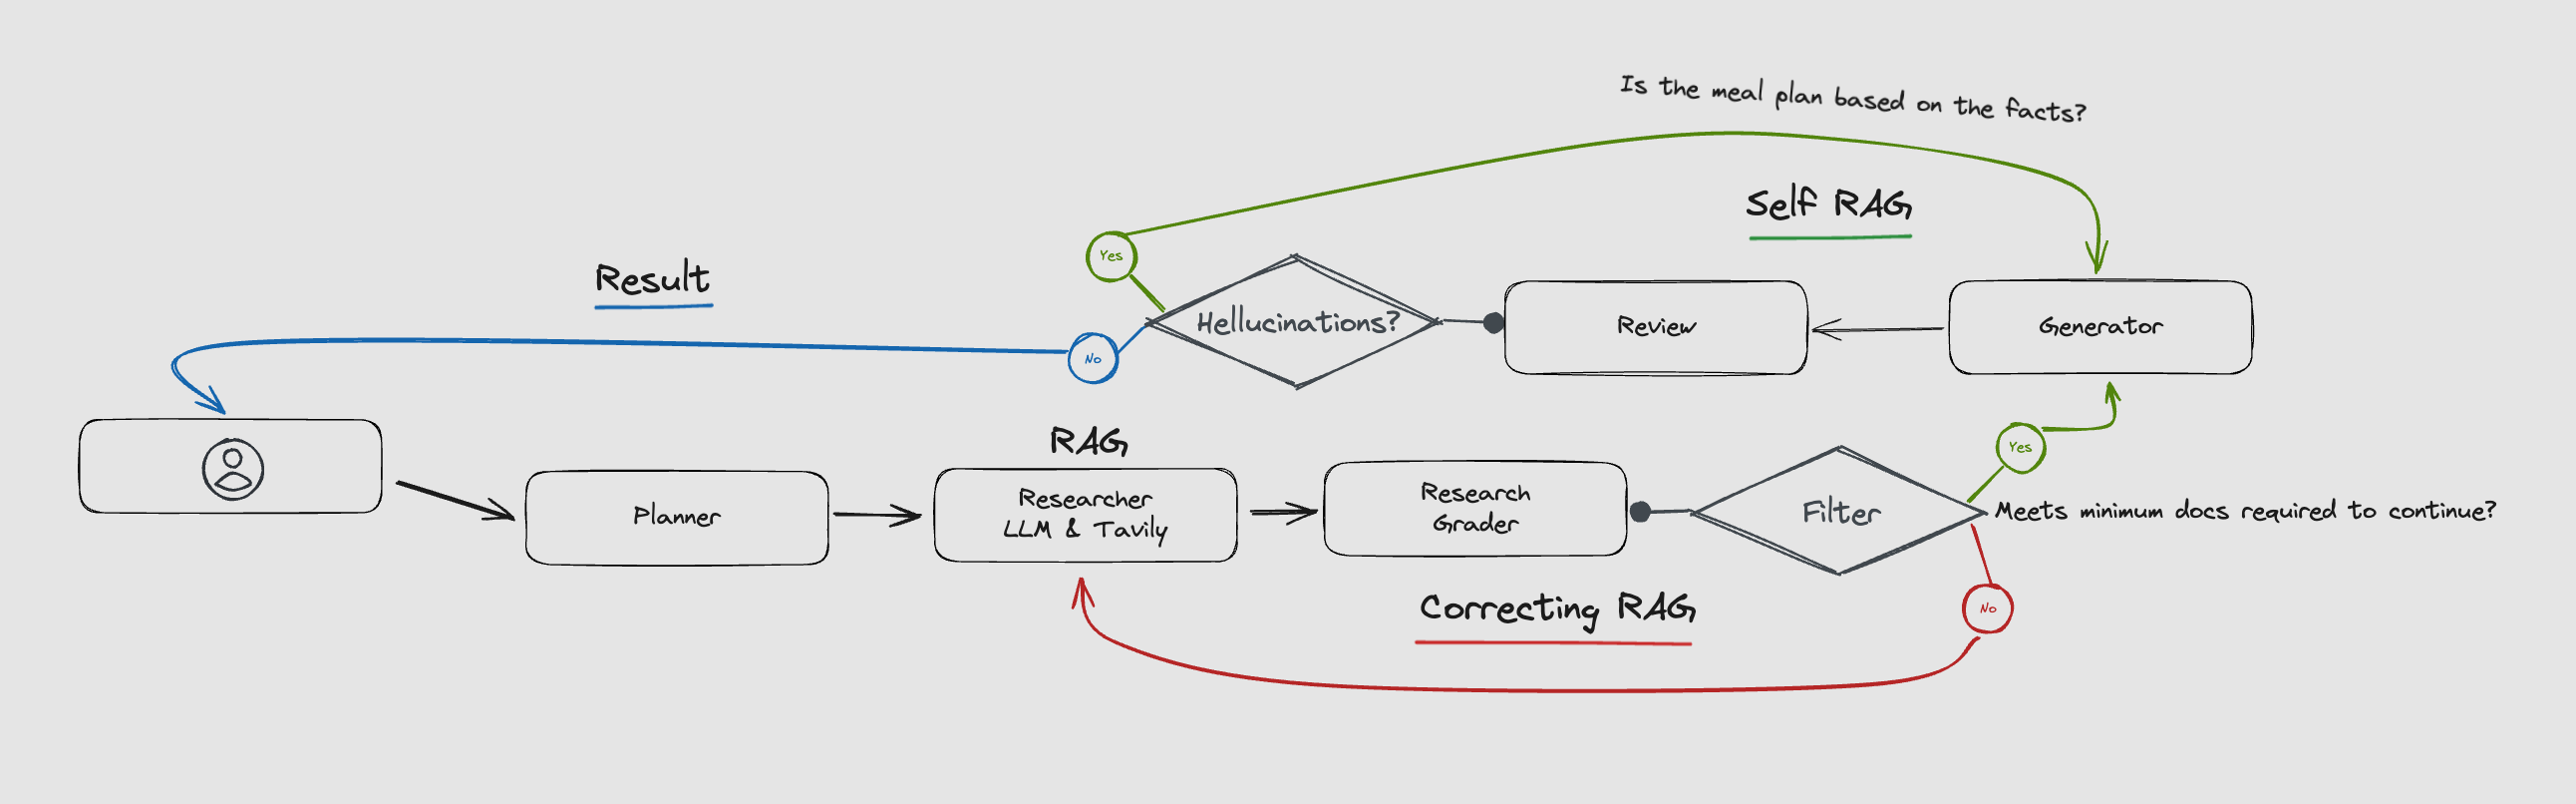 Is the meal plan based on the facts?
Self RAG
Result
Yes
Hellucinations?
Review
Generator
No
RAG
Yes
Planner
Researcher
LLM & Tavily
Research
Grader
Filter
Meets minimum docs required to continue?
Correcting RAG
No